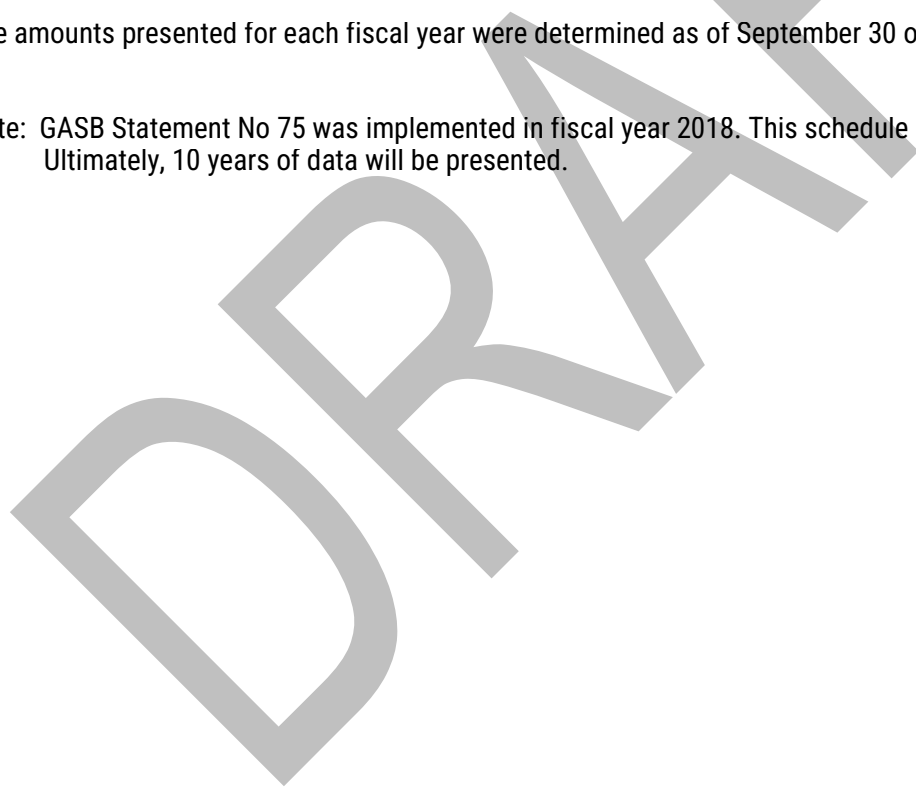 e amounts presented for each fiscal year were determined as of September 30 o
te: GASB Statement No 75 was implemented in fiscal year 2018. This schedule
Ultimately, 10 years of data will be presented.
DRA